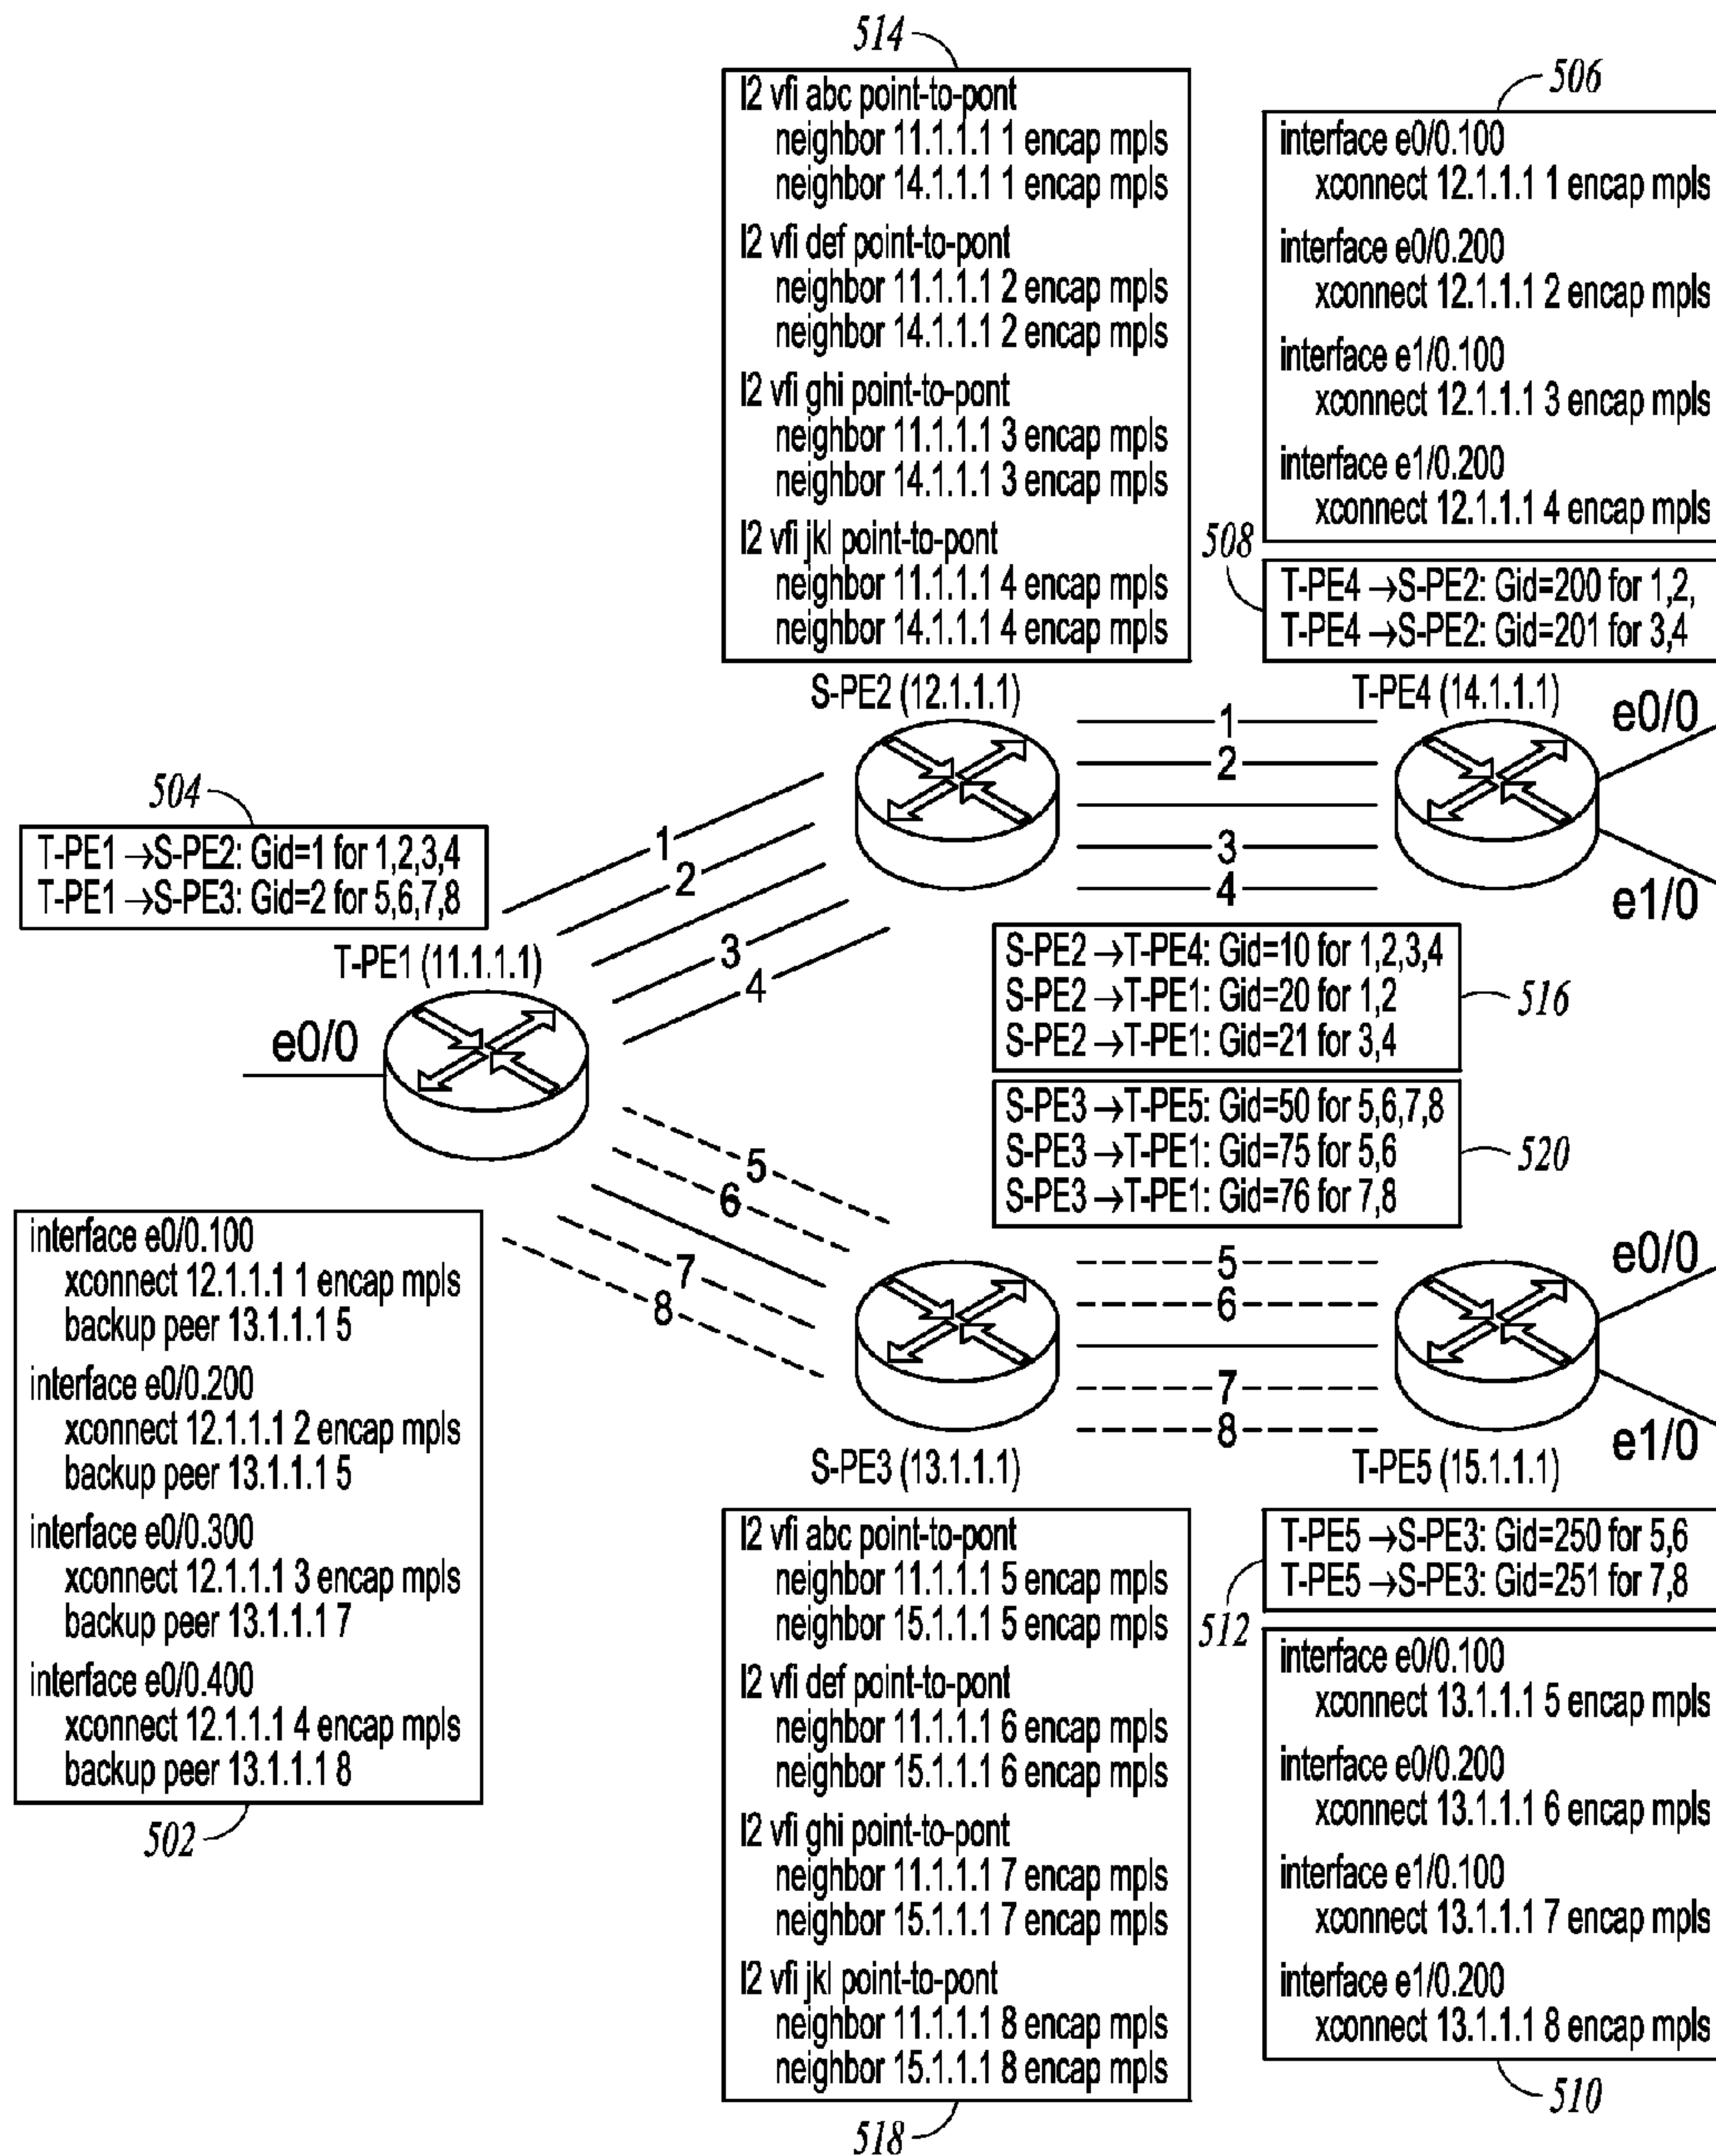 514
l2 vfi abc point-to-pont
neighbor 11.1.1.1 1 encap mpls
neighbor 14.1.1.1 1 encap mpls
l2 vfi def point-to-pont
neighbor 11.1.1.1 2 encap mpls
neighbor 14.1.1.1 2 encap mpls
l2 vfi ghi point-to-pont
neighbor 11.1.1.1 3 encap mpls
neighbor 14.1.1.1 3 encap mpls
l2 vfi jkl point-to-pont
neighbor 11.1.1.1 4 encap mpls
neighbor 14.1.1.1 4 encap mpls
506
interface e0/0.100
xconnect 12.1.1.1 1 encap mpls
interface e0/0.200
xconnect 12.1.1.1 2 encap mpls
interface e1/0.100
xconnect 12.1.1.1 3 encap mpls
interface e1/0.200
xconnect 12.1.1.1 4 encap mpls
508
T-PE4 →S-PE2: Gid=200 for 1,2,
T-PE4 →S-PE2: Gid=201 for 3,4
S-PE2 (12.1.1.1)
T-PE4 (14.1.1.1)
e0/0
e1/0
1
2
3
4
504
T-PE1 →S-PE2: Gid=1 for 1,2,3,4
T-PE1 →S-PE3: Gid=2 for 5,6,7,8
1
2
3
4
T-PE1 (11.1.1.1)
e0/0
S-PE2 →T-PE4: Gid=10 for 1,2,3,4
S-PE2 →T-PE1: Gid=20 for 1,2
S-PE2 →T-PE1: Gid=21 for 3,4
516
S-PE3 →T-PE5: Gid=50 for 5,6,7,8
S-PE3 →T-PE1: Gid=75 for 5,6
S-PE3 →T-PE1: Gid=76 for 7,8
520
5
6
7
8
5
6
7
8
e0/0
e1/0
S-PE3 (13.1.1.1)
T-PE5 (15.1.1.1)
interface e0/0.100
xconnect 12.1.1.1 1 encap mpls
backup peer 13.1.1.1 5
interface e0/0.200
xconnect 12.1.1.1 2 encap mpls
backup peer 13.1.1.1 5
interface e0/0.300
xconnect 12.1.1.1 3 encap mpls
backup peer 13.1.1.1 7
interface e0/0.400
xconnect 12.1.1.1 4 encap mpls
backup peer 13.1.1.1 8
502
l2 vfi abc point-to-pont
neighbor 11.1.1.1 5 encap mpls
neighbor 15.1.1.1 5 encap mpls
l2 vfi def point-to-pont
neighbor 11.1.1.1 6 encap mpls
neighbor 15.1.1.1 6 encap mpls
l2 vfi ghi point-to-pont
neighbor 11.1.1.1 7 encap mpls
neighbor 15.1.1.1 7 encap mpls
l2 vfi jkl point-to-pont
neighbor 11.1.1.1 8 encap mpls
neighbor 15.1.1.1 8 encap mpls
518
T-PE5 →S-PE3: Gid=250 for 5,6
T-PE5 →S-PE3: Gid=251 for 7,8
512
interface e0/0.100
xconnect 13.1.1.1 5 encap mpls
interface e0/0.200
xconnect 13.1.1.1 6 encap mpls
interface e1/0.100
xconnect 13.1.1.1 7 encap mpls
interface e1/0.200
xconnect 13.1.1.1 8 encap mpls
510